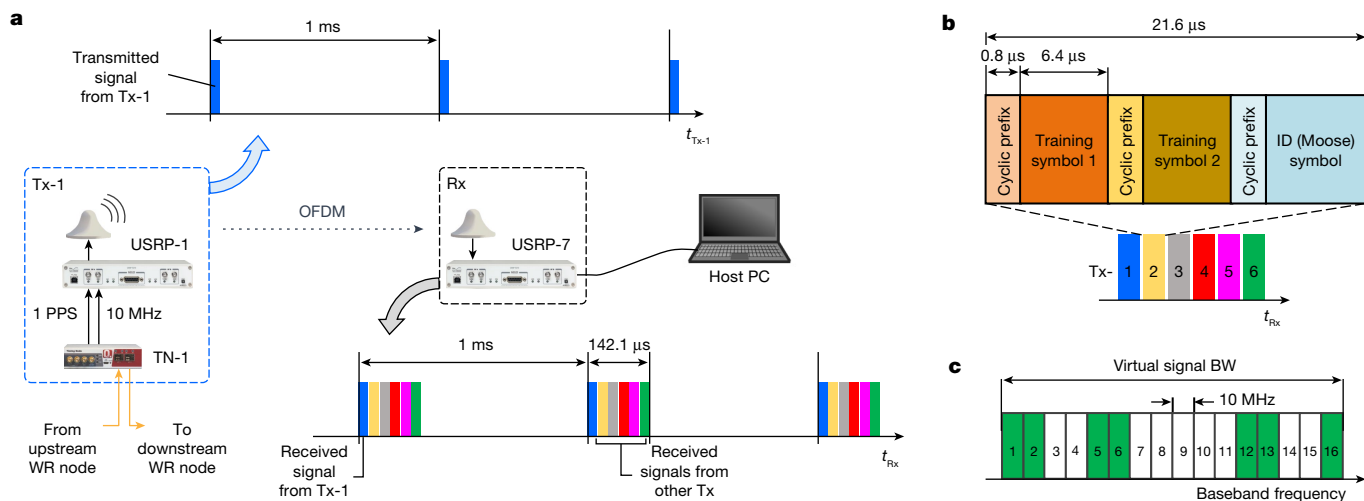 a
1 ms
Transmitted
signal
from Tx-1
t Tx-1
Tx-1
USRP-1
1 PPS
10 MHz
TN-1
From
upstream
WR node
To
downstream
WR node
OFDM
Rx
USRP-7
Host PC
1 ms
142.1 µs
Received
signal
from Tx-1
Received
signals from
other Tx
t Rx
b
21.6 µs
0.8 µs
6.4 µs
Cyclic prefix
Training
symbol 1
Cyclic prefix
Training
symbol 2
Cyclic prefix
ID (Moose)
symbol
Tx-
1 2 3 4 5 6
t Rx
c
Virtual signal BW
10 MHz
1 2 3 4 5 6 7 8 9 10 11 12 13 14 15 16
Baseband frequency